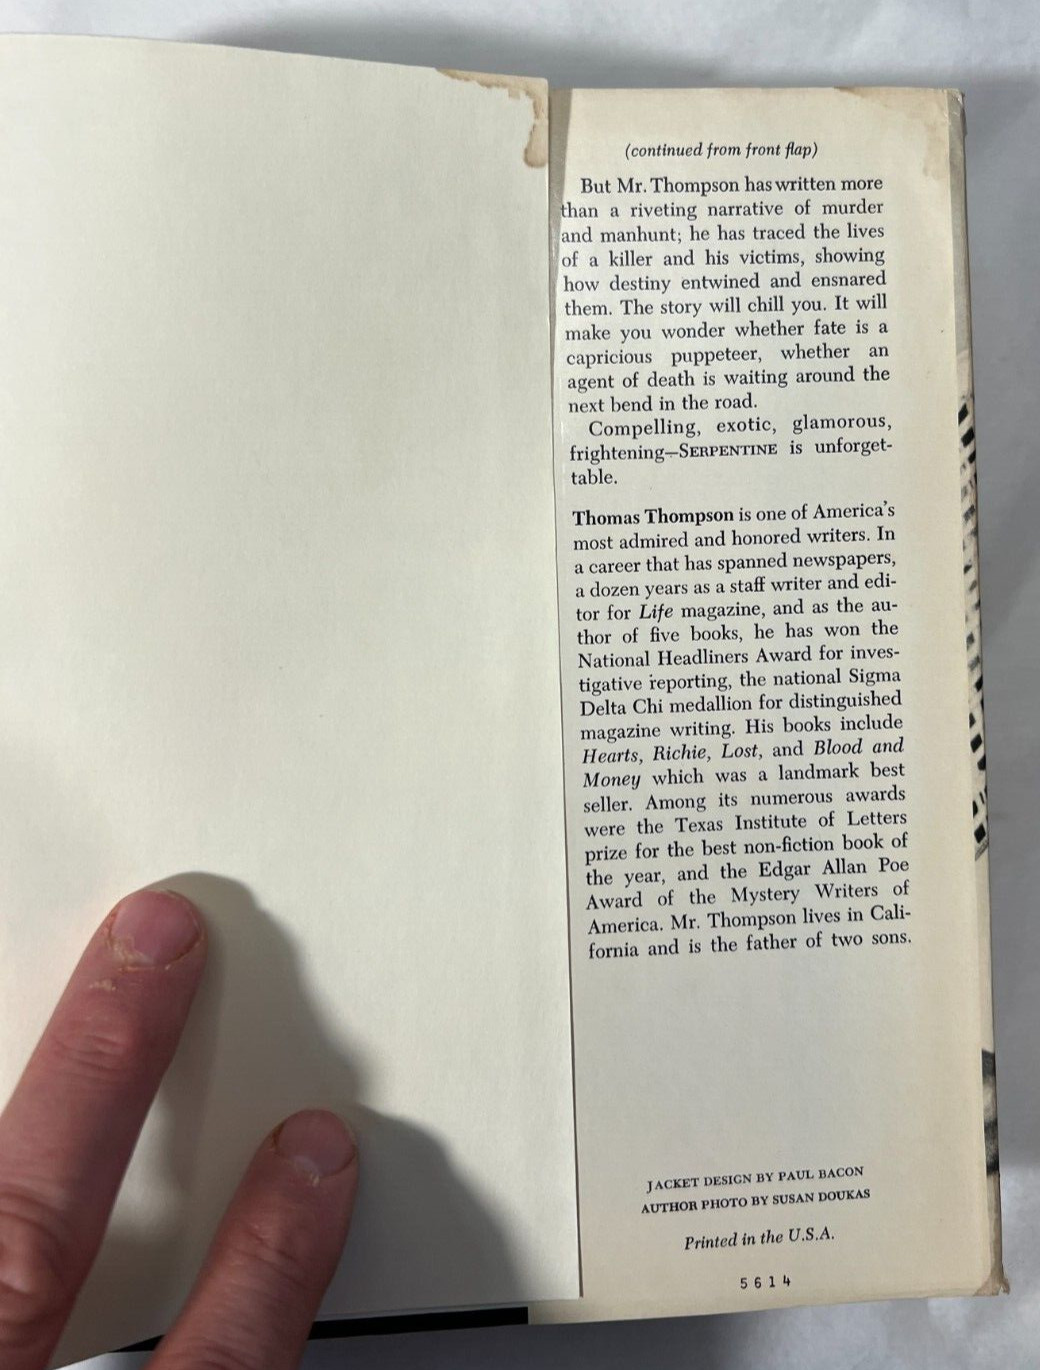 (continued from front flap)
But Mr. Thompson has written more
than a riveting narrative of murder
and manhunt; he has traced the lives
of a killer and his victims, showing
how destiny entwined and ensnared
them. The story will chill you. It will
make you wonder whether fate is a
capricious puppeteer, whether an
agent of death is waiting around the
next bend in the road.
Compelling, exotic, glamorous,
frightening—SERPENTINE is unforget-
table.
Thomas Thompson is one of America's
most admired and honored writers. In
a career that has spanned newspapers,
a dozen years as a staff writer and edi-
tor for Life magazine, and as the au-
thor of five books, he has won the
National Headliners Award for inves-
tigative reporting, the national Sigma
Delta Chi medallion for distinguished
magazine writing. His books include
Hearts, Richie, Lost, and Blood and
Money which was a landmark best
seller. Among its numerous awards
were the Texas Institute of Letters
prize for the best non-fiction book of
the year, and the Edgar Allan Poe
Award of the Mystery Writers of
America. Mr. Thompson lives in Cali-
fornia and is the father of two sons.
JACKET DESIGN BY PAUL BACON
AUTHOR PHOTO BY SUSAN DOUKAS
Printed in the U.S.A.
5614